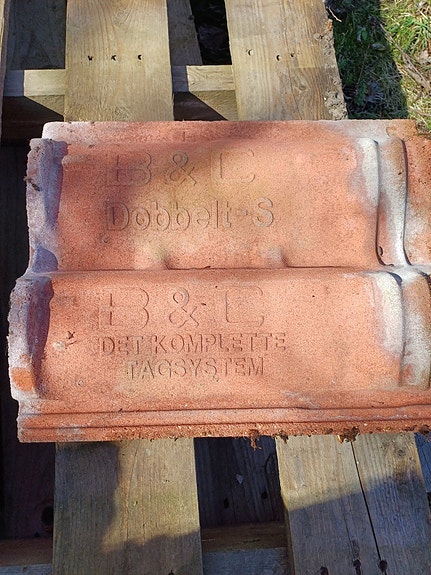 B & C
Dobbelt-S
B & C
DET KOMPLETTE
TAGSYSTEM